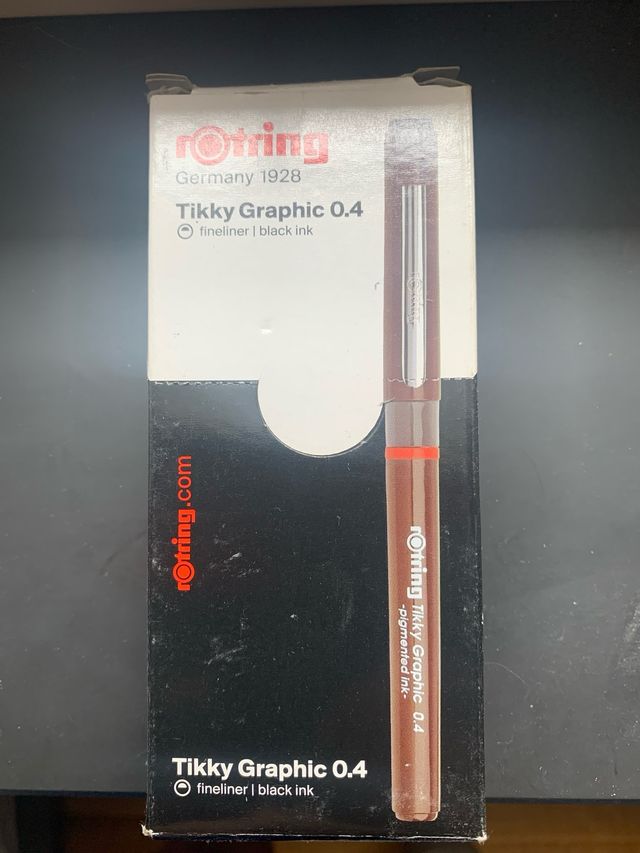 rotring
Germany 1928
Tikky Graphic 0.4
fineliner | black ink
rotring
rotring.com
rotring Tikky Graphic 0.4
-pigmented ink-
Tikky Graphic 0.4
fineliner | black ink